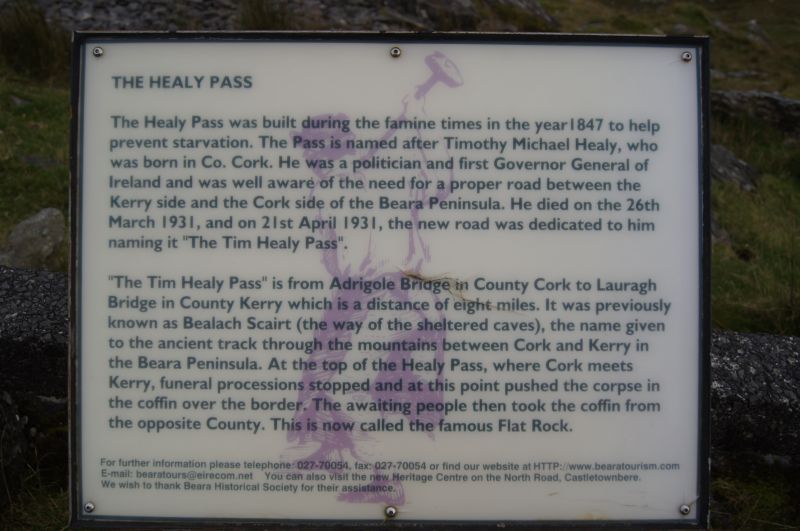 THE HEALY PASS
The Healy Pass was built during the famine times in the year1847 to help
prevent starvation. The Pass is named after Timothy Michael Healy, who
was born in Co. Cork. He was a politician and first Governor General of
Ireland and was well aware of the need for a proper road between the
Kerry side and the Cork side of the Beara Peninsula. He died on the 26th
March 1931, and on 21st April 1931, the new road was dedicated to him
naming it "The Tim Healy Pass".
"The Tim Healy Pass" is from Adrigole Bridge in County Cork to Lauragh
Bridge in County Kerry which is a distance of eight miles. It was previously
known as Bealach Scairt (the way of the sheltered caves), the name given
to the ancient track through the mountains between Cork and Kerry in
the Beara Peninsula. At the top of the Healy Pass, where Cork meets
Kerry, funeral processions stopped and at this point pushed the corpse in
the coffin over the border. The awaiting people then took the coffin from
the opposite County. This is now called the famous Flat Rock.
For further information please telephone: 027-70054, fax: 027-70054 or find our website at HTTP://www.bearatourism.com
E-mail: bearatours@eirecom.net You can also visit the new Heritage Centre on the North Road, Castletownbere.
We wish to thank Beara Historical Society for their assistance.